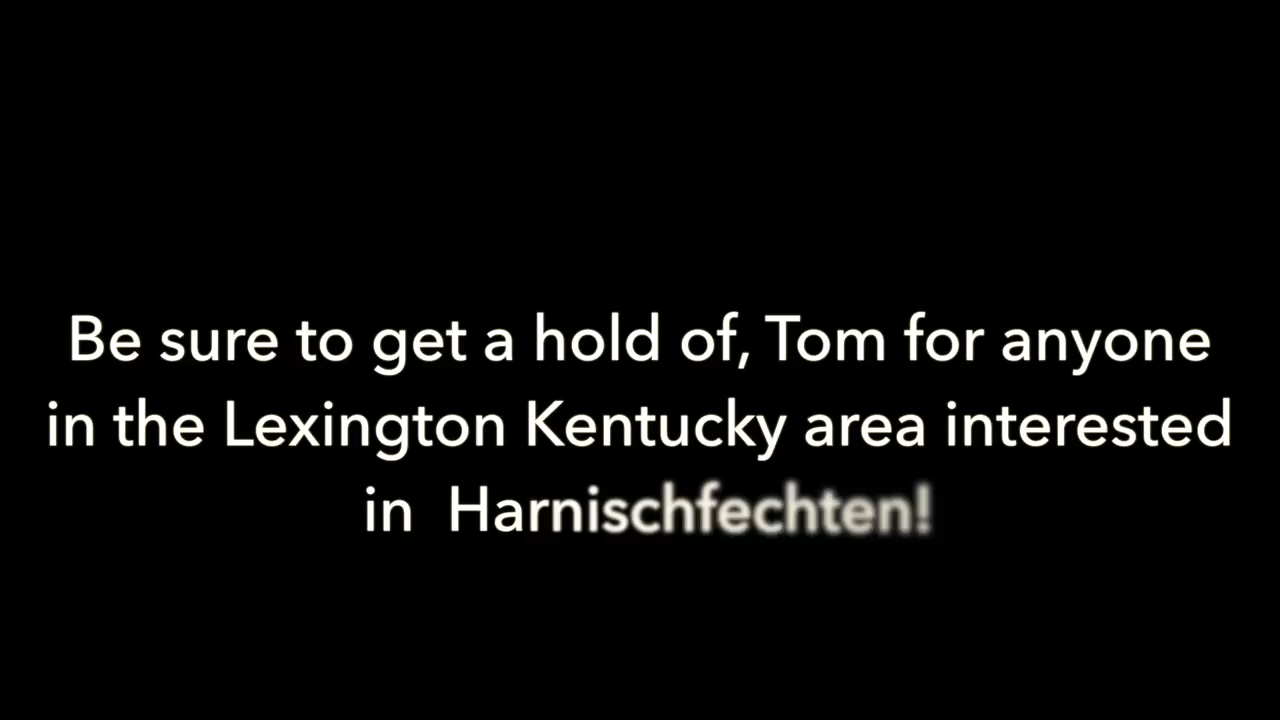 Be sure to get a hold of, Tom for anyone
in the Lexington Kentucky area interested
in  Harnischfechten!